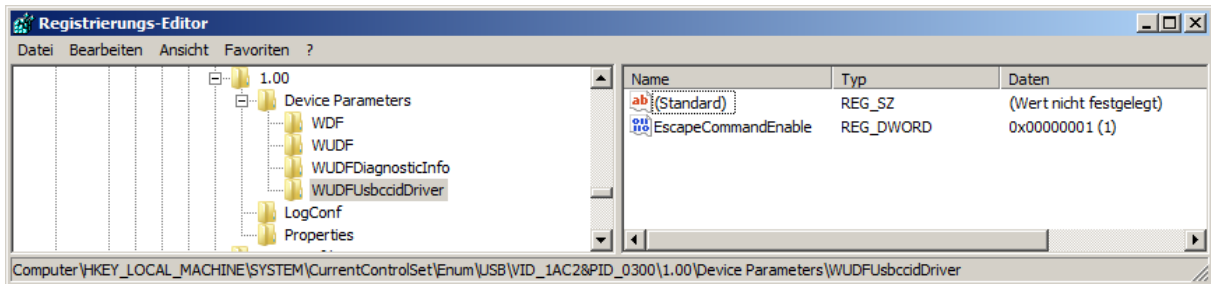 Registrierungs-Editor
Datei Bearbeiten Ansicht Favoriten ?
1.00
Device Parameters
WDF
WUDF
WUDFDiagnosticInfo
WUDFUsbccidDriver
LogConf
Properties
Name Typ Daten
(Standard) REG_SZ (Wert nicht festgelegt)
EscapeCommandEnable REG_DWORD 0x00000001 (1)
Computer\HKEY_LOCAL_MACHINE\SYSTEM\CurrentControlSet\Enum\USB\VID_1AC2&PID_0300\1.00\Device Parameters\WUDFUsbccidDriver